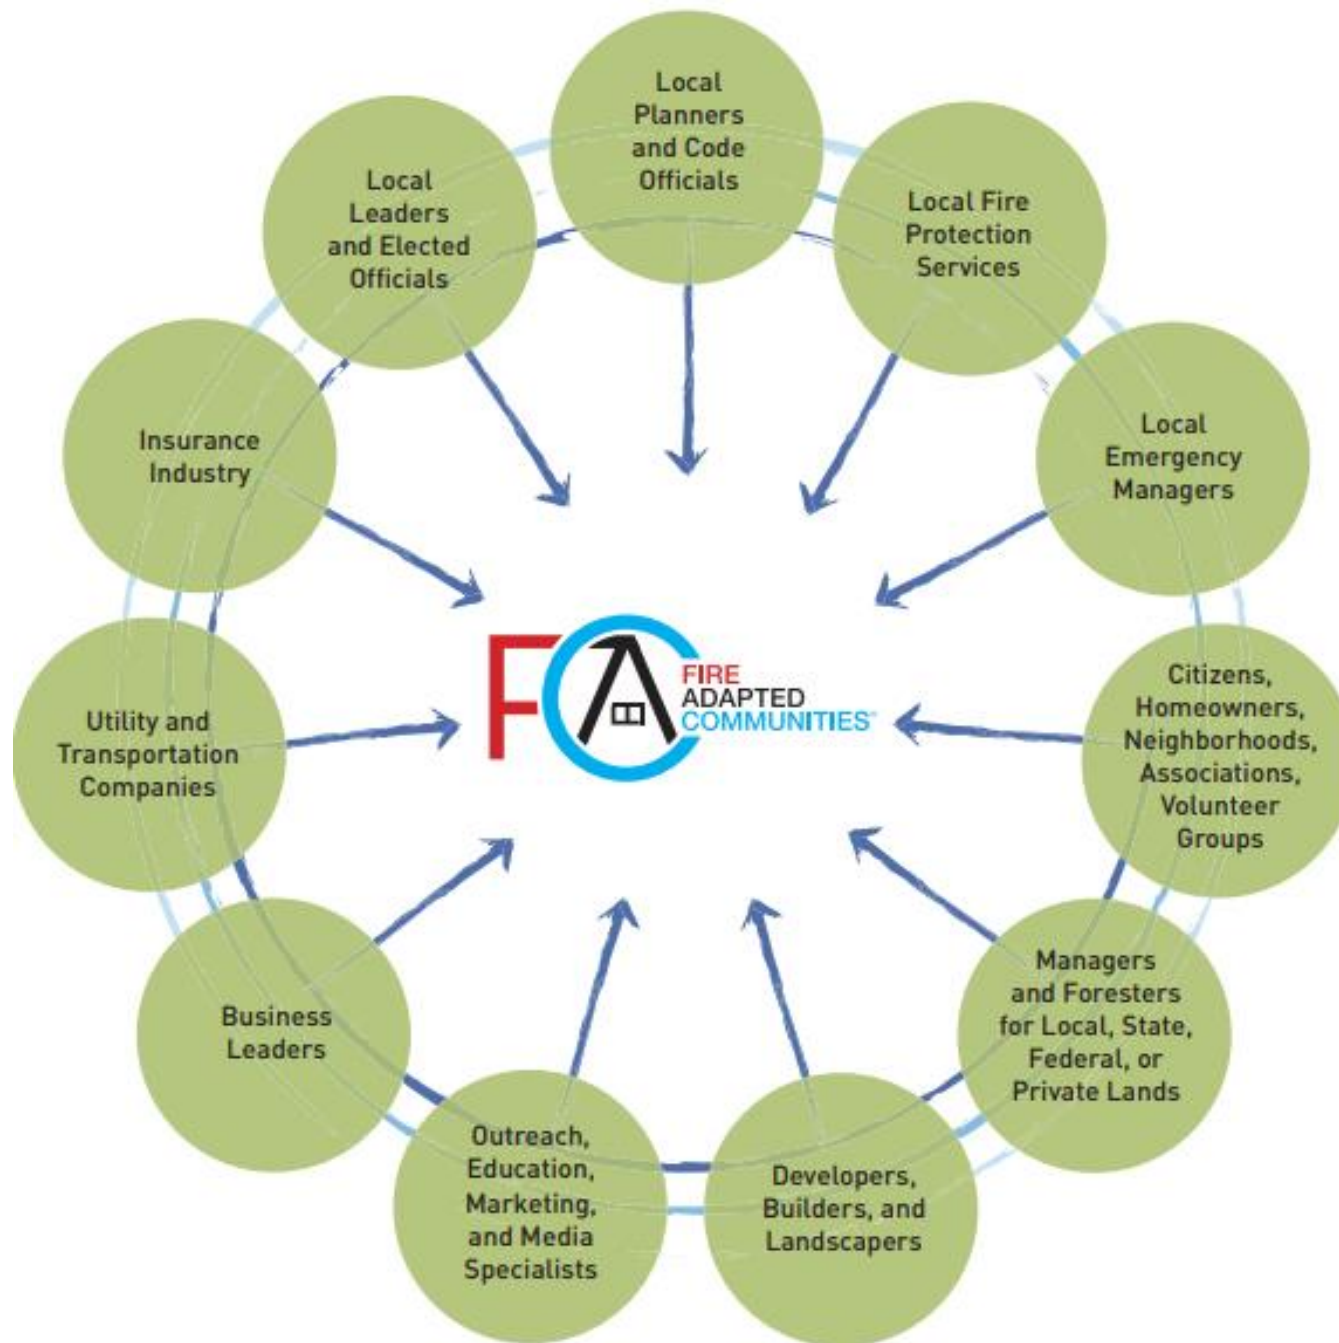 Local
Planners
and Code
Officials
Local Fire
Protection
Services
Local
Emergency
Managers
Citizens,
Homeowners,
Neighborhoods,
Associations,
Volunteer
Groups
Managers
and Foresters
for Local, State,
Federal, or
Private Lands
Developers,
Builders, and
Landscapers
Outreach,
Education,
Marketing,
and Media
Specialists
Business
Leaders
Utility and
Transportation
Companies
Insurance
Industry
Local
Leaders
and Elected
Officials
FAC
FIRE
ADAPTED
COMMUNITIES™